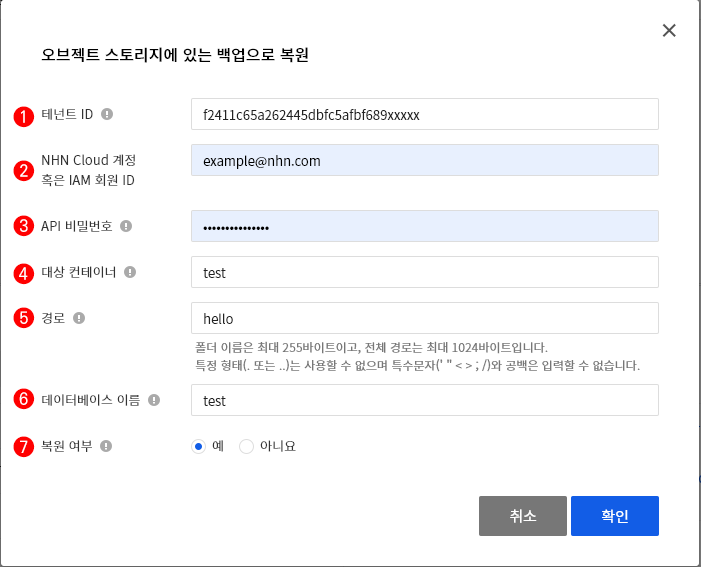 오브젝트 스토리지에 있는 백업으로 복원
1 테넌트 ID f2411c65a262445dbfc5afbf689xxxxx
2 NHN Cloud 계정
혹은 IAM 회원 ID example@nhn.com
3 API 비밀번호 •••••••••••••••
4 대상 컨테이너 test
5 경로 hello
폴더 이름은 최대 255바이트이고, 전체 경로는 최대 1024바이트입니다.
특정 형태(. 또는 ..)는 사용할 수 없으며 특수문자(' " < > ; /)와 공백은 입력할 수 없습니다.
6 데이터베이스 이름 test
7 복원 여부 예 아니요
취소 확인